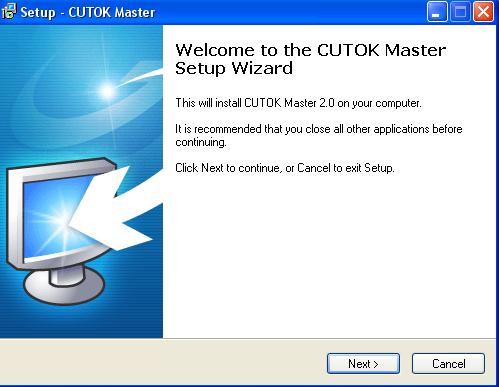 Setup - CUTOK Master
Welcome to the CUTOK Master
Setup Wizard
This will install CUTOK Master 2.0 on your computer.
It is recommended that you close all other applications before
continuing.
Click Next to continue, or Cancel to exit Setup.
Next >
Cancel